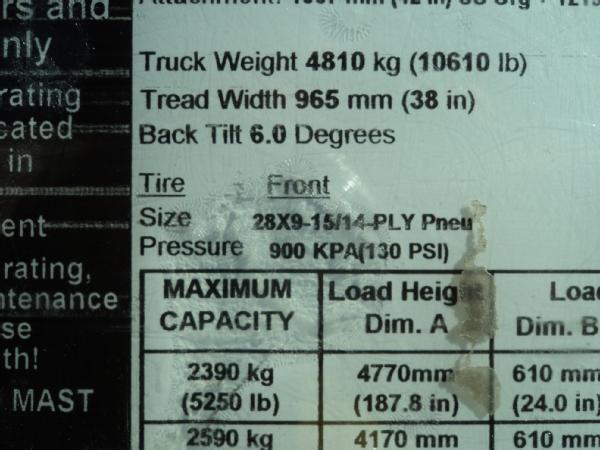 rs and
nly
rating
cated
in
ent
rating,
ntenance
se
th!
MAST
Truck Weight 4810 kg (10610 lb)
Tread Width 965 mm (38 in)
Back Tilt 6.0 Degrees
Tire Front
Size 28X9-15/14-PLY Pneu
Pressure 900 KPA(130 PSI)
MAXIMUM CAPACITY
Load Heig
Dim. A
Load
Dim. B
2390 kg 4770mm 610 mm
(5250 lb) (187.8 in) (24.0 in)
2590 kg 4170 mm 610 mm